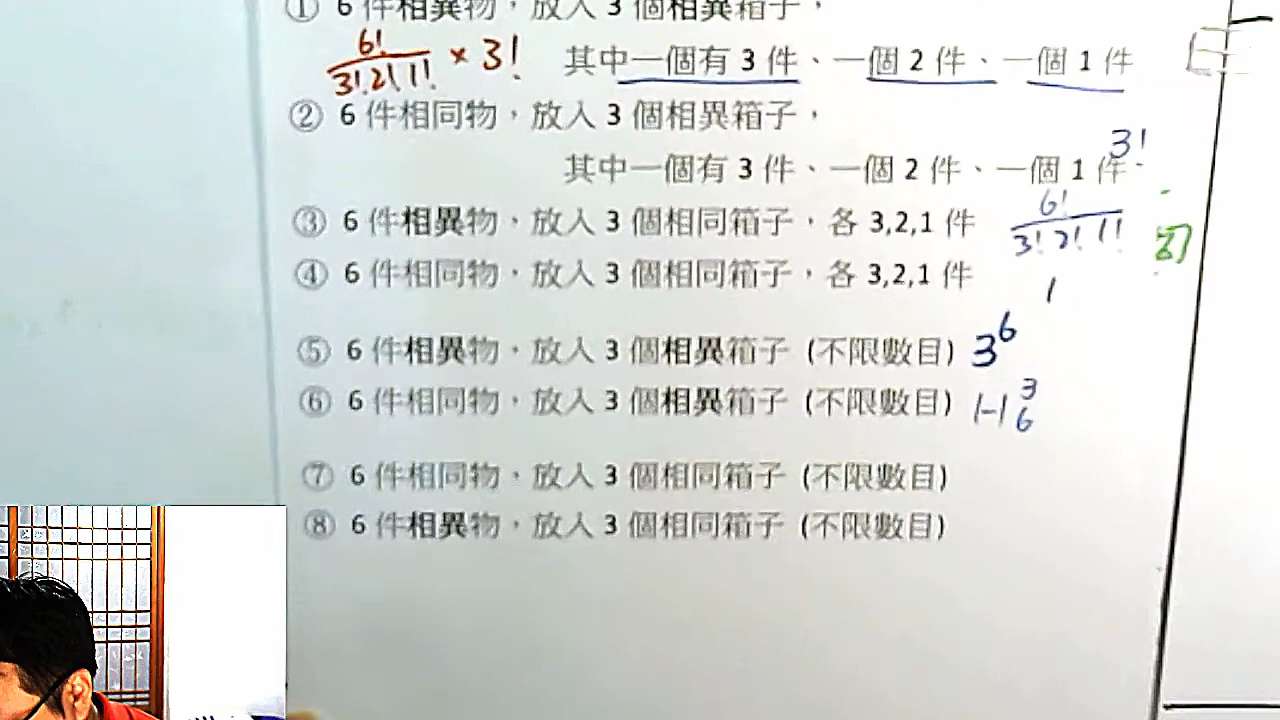 ① 6 件相異物，放入 3 個相異箱子，
6!/3!2!1! × 3! 其中一個有 3 件、一個 2 件、一個 1 件
② 6 件相同物，放入 3 個相異箱子，
其中一個有 3 件、一個 2 件、一個 1 件 3!
③ 6 件相異物，放入 3 個相同箱子，各 3,2,1 件 6!/3!2!1!
④ 6 件相同物，放入 3 個相同箱子，各 3,2,1 件 1
⑤ 6 件相異物，放入 3 個相異箱子 (不限數目) 3⁶
⑥ 6 件相同物，放入 3 個相異箱子 (不限數目) H³₆
⑦ 6 件相同物，放入 3 個相同箱子 (不限數目)
⑧ 6 件相異物，放入 3 個相同箱子 (不限數目)